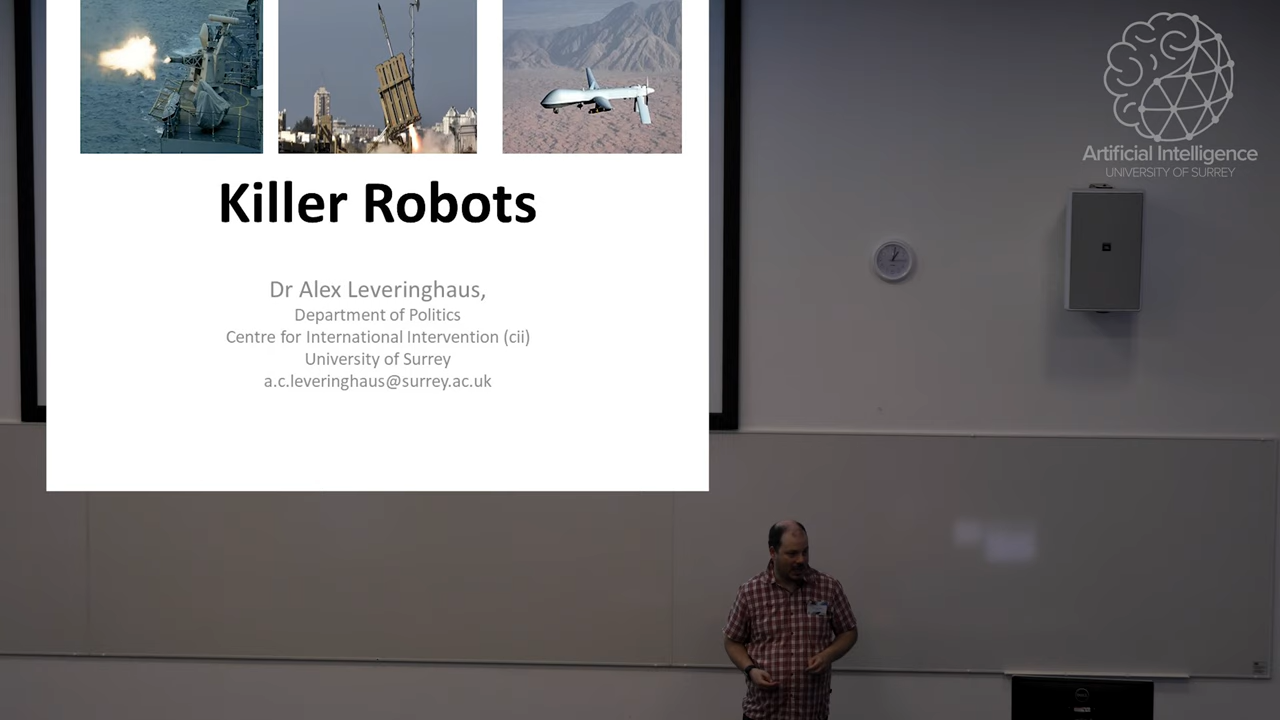 Artificial Intelligence
UNIVERSITY OF SURREY
Killer Robots
Dr Alex Leveringhaus,
Department of Politics
Centre for International Intervention (cii)
University of Surrey
a.c.leveringhaus@surrey.ac.uk